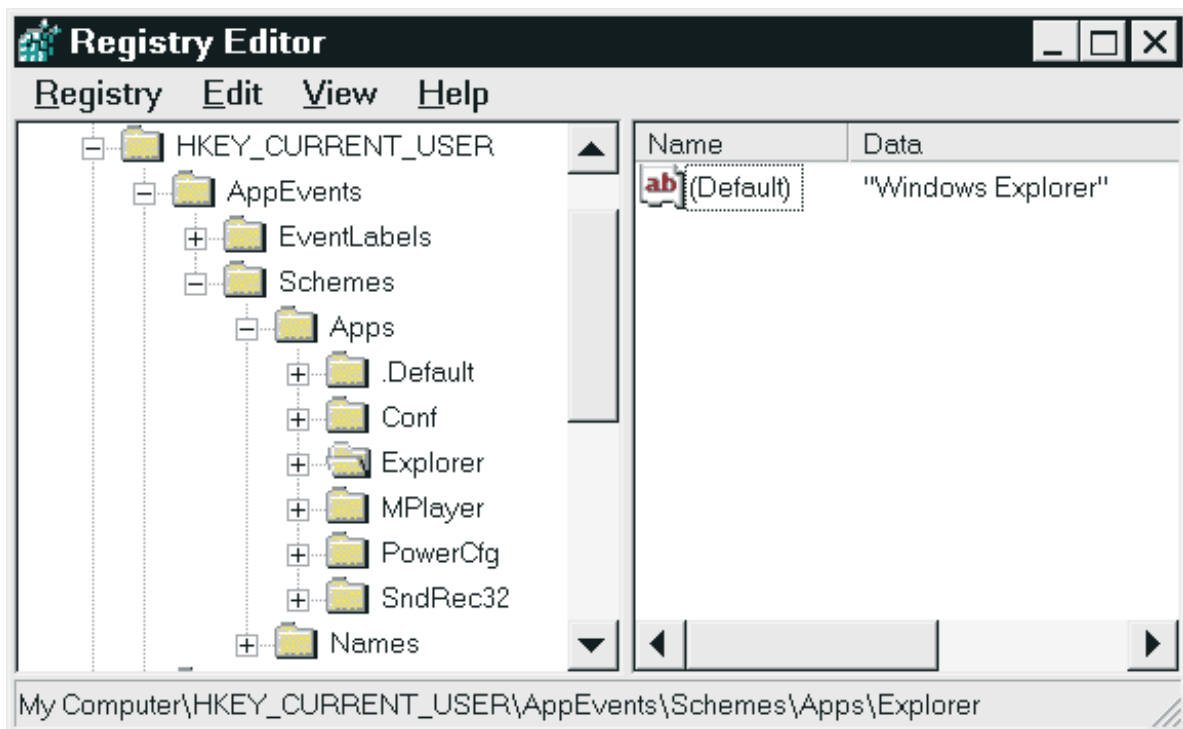 Registry Editor
Registry Edit View Help
HKEY_CURRENT_USER
AppEvents
EventLabels
Schemes
Apps
.Default
Conf
Explorer
MPlayer
PowerCfg
SndRec32
Names
Name Data
ab (Default) "Windows Explorer"
My Computer\HKEY_CURRENT_USER\AppEvents\Schemes\Apps\Explorer